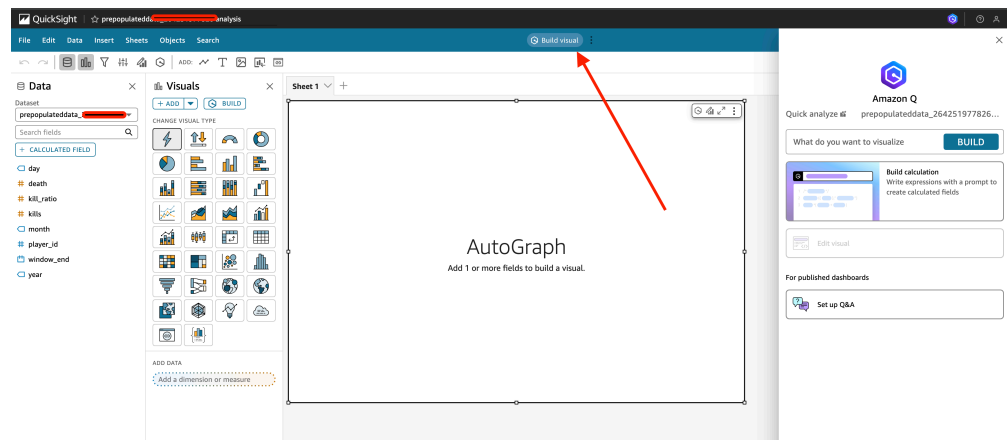 QuickSight
prepopulatedda analysis
File Edit Data Insert Sheets Objects Search
Build visual
ADD:
Data
Dataset
prepopulateddata_
Search fields
+ CALCULATED FIELD
day
# death
# kill_ratio
# kills
month
# player_id
window_end
year
Visuals
+ ADD
BUILD
CHANGE VISUAL TYPE
ADD DATA
Add a dimension or measure
Sheet 1
AutoGraph
Add 1 or more fields to build a visual.
Amazon Q
Quick analyze
prepopulateddata_264251977826...
What do you want to visualize
BUILD
Build calculation
Write expressions with a prompt to
create calculated fields
Edit visual
For published dashboards
Set up Q&A